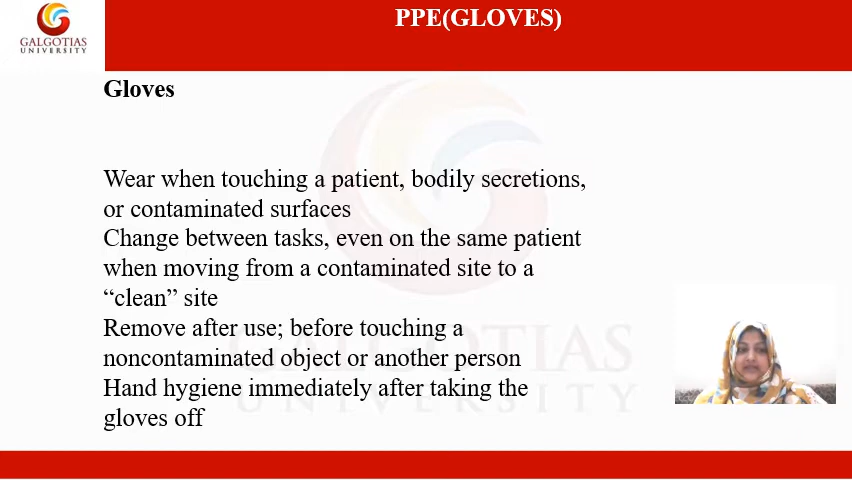 PPE(GLOVES)
GALGOTIAS
UNIVERSITY
Gloves
Wear when touching a patient, bodily secretions,
or contaminated surfaces
Change between tasks, even on the same patient
when moving from a contaminated site to a
“clean” site
Remove after use; before touching a
noncontaminated object or another person
Hand hygiene immediately after taking the
gloves off
GALGOTIAS
UNIVERSITY